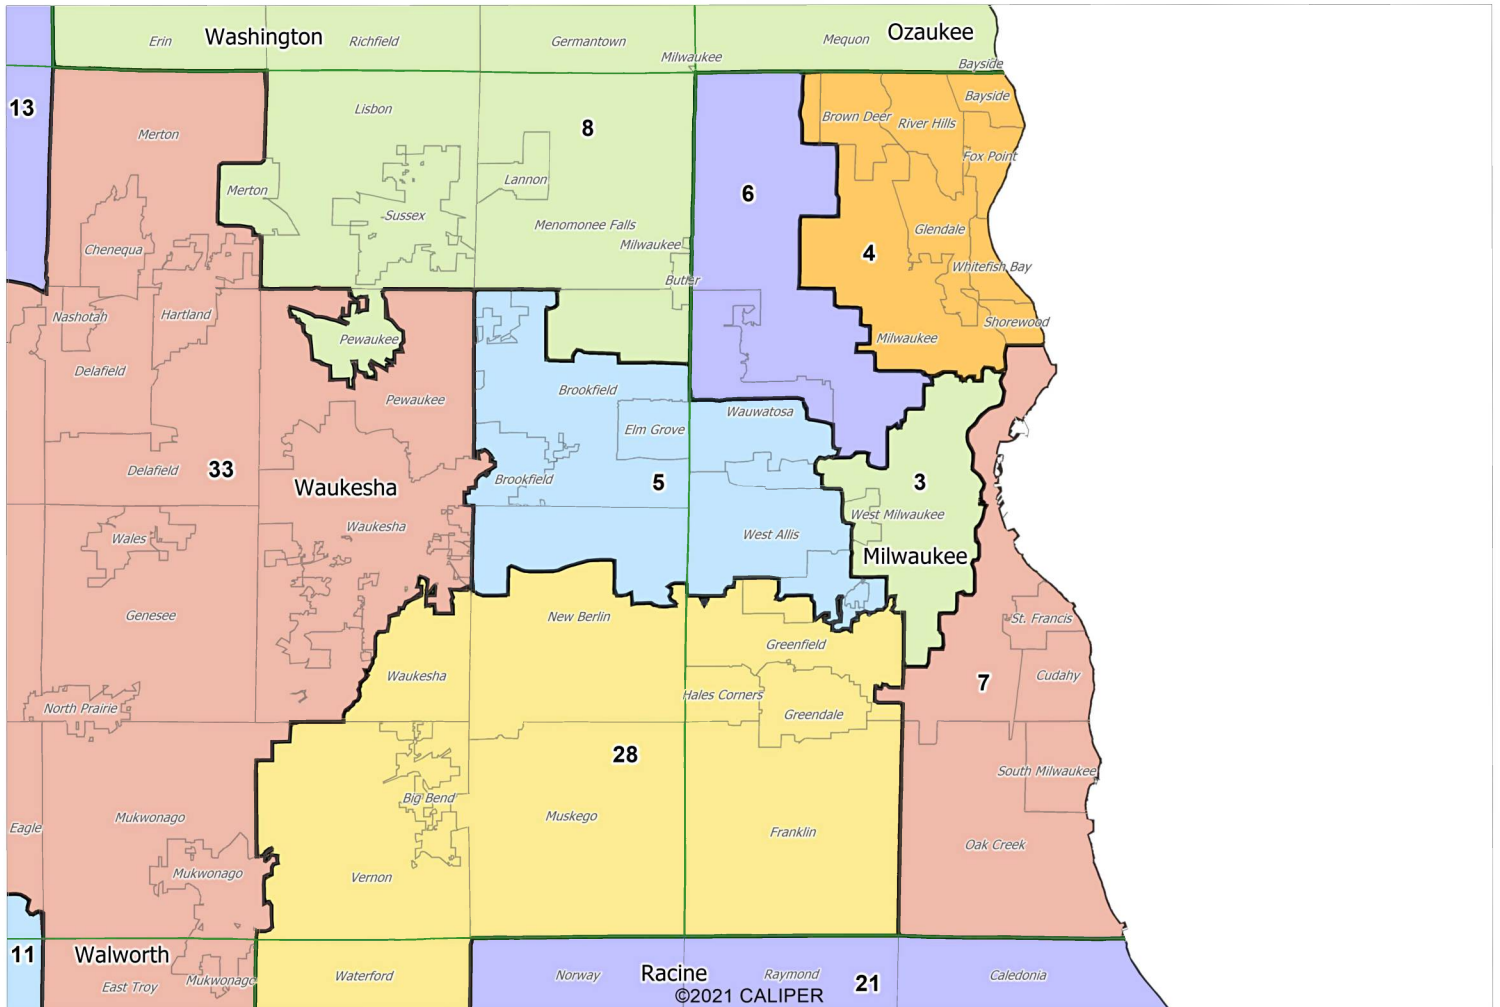 Erin
Washington
Richfield
Germantown
Milwaukee
Mequon
Ozaukee
Bayside
13
Merton
Lisbon
8
Brown Deer
River Hills
Bayside
Fox Point
Merton
Sussex
Lannon
Menomonee Falls
Milwaukee
Butler
6
4
Glendale
Whitefish Bay
Shorewood
Milwaukee
Chenequa
Nashotah
Hartland
Delafield
Pewaukee
Pewaukee
Brookfield
Elm Grove
Wauwatosa
Delafield
33
Waukesha
Brookfield
5
3
West Milwaukee
Milwaukee
Wales
Waukesha
West Allis
Genesee
New Berlin
Greenfield
St. Francis
Cudahy
7
Waukesha
Hales Corners
Greendale
North Prairie
28
South Milwaukee
Big Bend
Eagle
Mukwonago
Muskego
Franklin
Oak Creek
Mukwonago
Vernon
11
Walworth
East Troy
Mukwonago
Waterford
Norway
Racine
Raymond
21
Caledonia
©2021 CALIPER